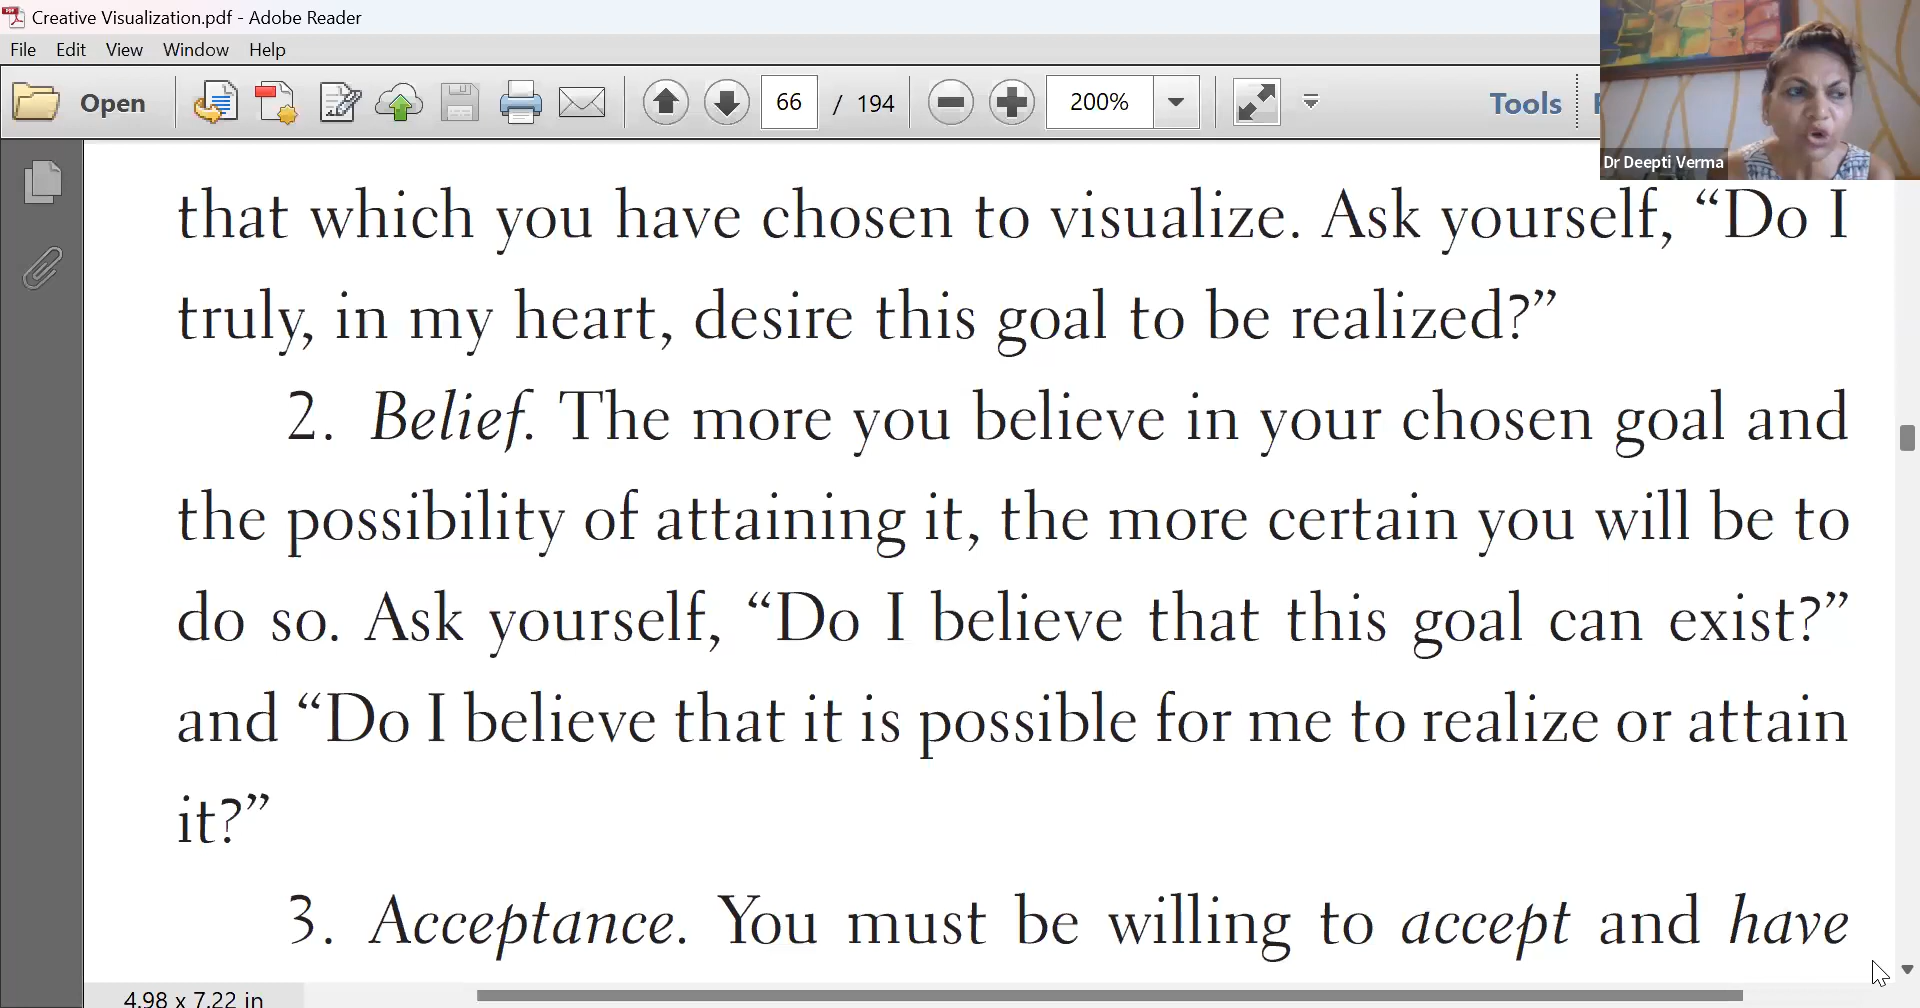 Creative Visualization.pdf - Adobe Reader
File Edit View Window Help
Open 66 / 194 200% Tools
Dr Deepti Verma
that which you have chosen to visualize. Ask yourself, “Do I
truly, in my heart, desire this goal to be realized?”
2. Belief. The more you believe in your chosen goal and
the possibility of attaining it, the more certain you will be to
do so. Ask yourself, “Do I believe that this goal can exist?”
and “Do I believe that it is possible for me to realize or attain
it?”
3. Acceptance. You must be willing to accept and have
4.98 x 7.22 in